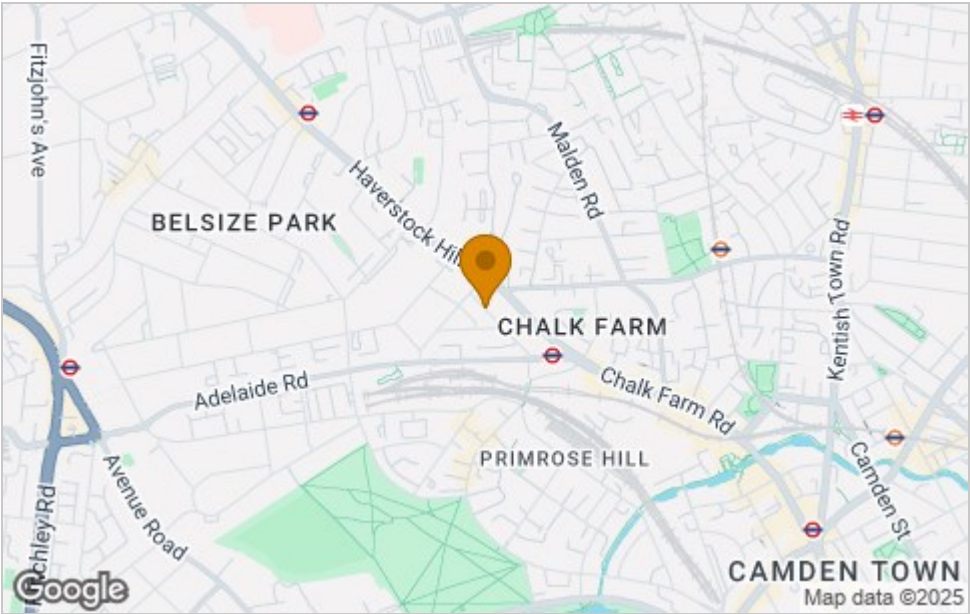 Fitzjohn's Ave
Malden Rd
Haverstock Hill
BELSIZE PARK
Kentish Town Rd
CHALK FARM
Adelaide Rd
Chalk Farm Rd
PRIMROSE HILL
Avenue Road
Camden St
CAMDEN TOWN
Google
Map data ©2025